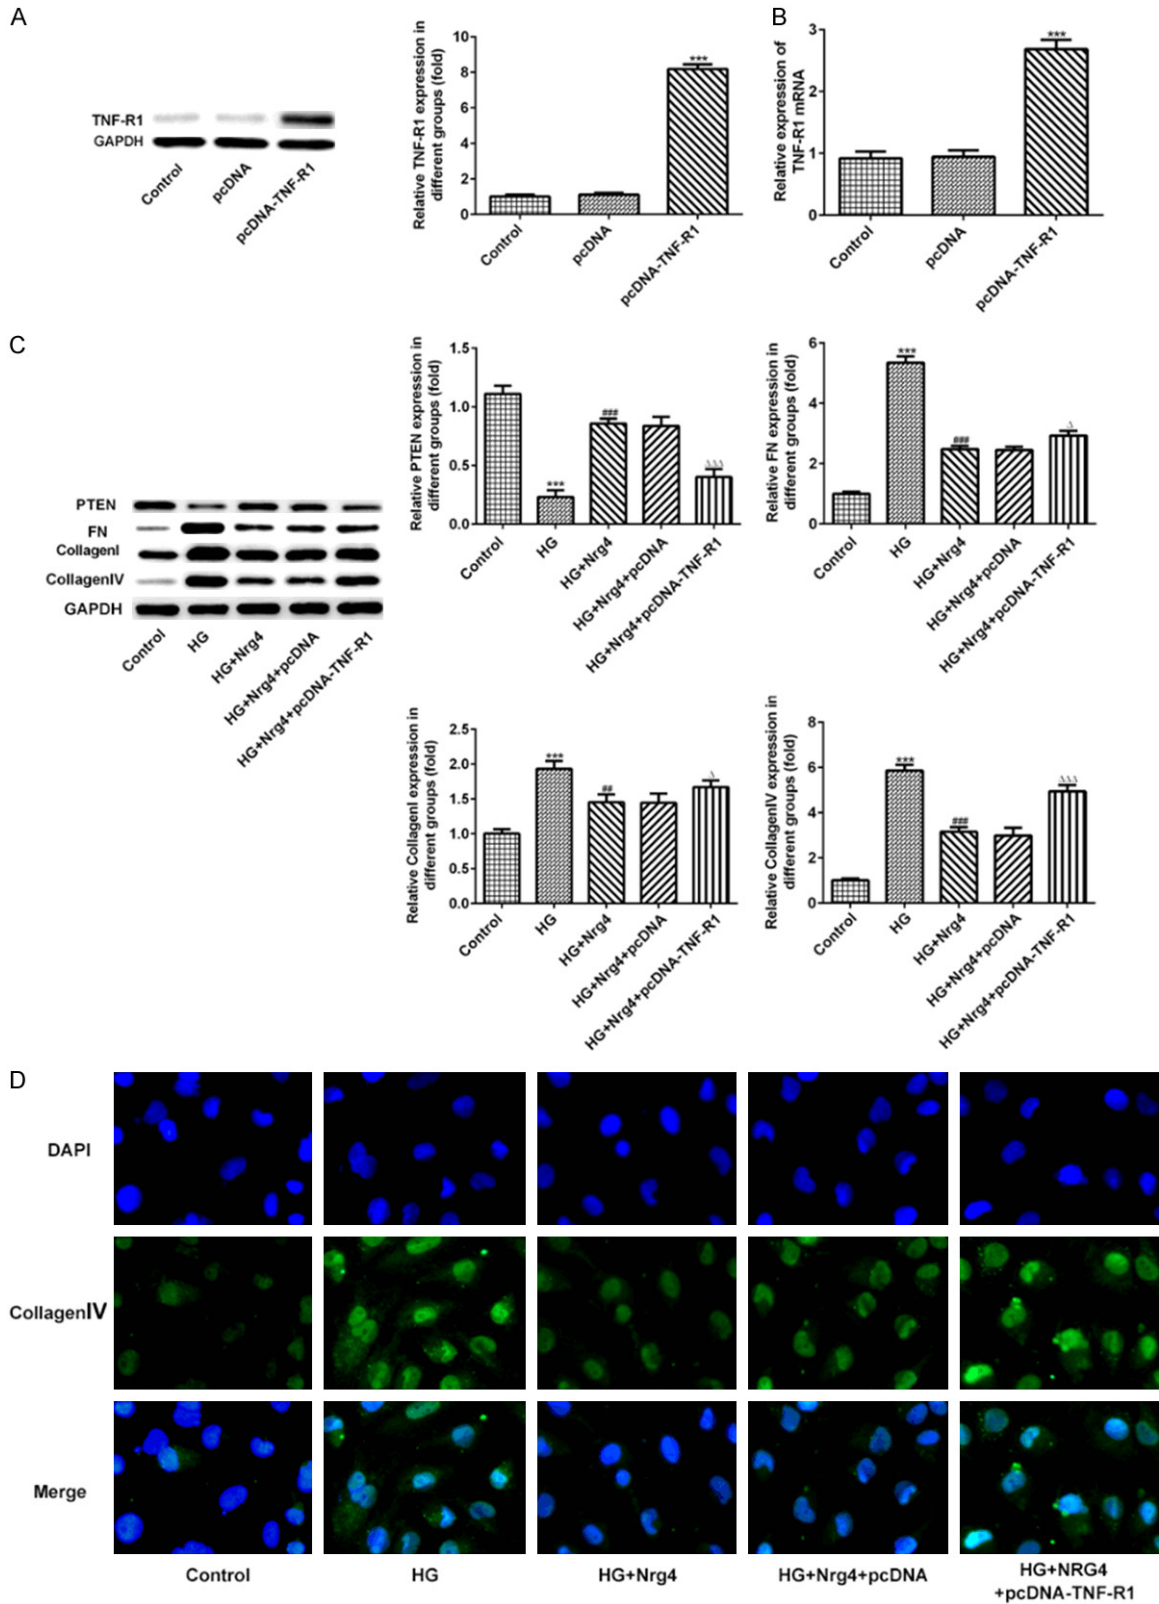 A
TNF-R1
GAPDH
Control
pcDNA
pcDNA-TNF-R1
Relative TNF-R1 expression in
different groups (fold)
10
8
6
4
2
0
***
Control
pcDNA
pcDNA-TNF-R1
B
Relative expression of
TNF-R1 mRNA
3
2
1
0
***
Control
pcDNA
pcDNA-TNF-R1
C
PTEN
FN
CollagenI
CollagenIV
GAPDH
Control
HG
HG+Nrg4
HG+Nrg4+pcDNA
HG+Nrg4+pcDNA-TNF-R1
Relative PTEN expression in
different groups (fold)
1.5
1.0
0.5
0.0
***
###
ΔΔΔ
Control
HG
HG+Nrg4
HG+Nrg4+pcDNA
HG+Nrg4+pcDNA-TNF-R1
Relative FN expression in
different groups (fold)
6
4
2
0
***
###
Δ
Control
HG
HG+Nrg4
HG+Nrg4+pcDNA
HG+Nrg4+pcDNA-TNF-R1
Relative CollagenI expression in
different groups (fold)
2.5
2.0
1.5
1.0
0.5
0.0
***
##
Δ
Control
HG
HG+Nrg4
HG+Nrg4+pcDNA
HG+Nrg4+pcDNA-TNF-R1
Relative CollagenIV expression in
different groups (fold)
8
6
4
2
0
***
###
ΔΔΔ
Control
HG
HG+Nrg4
HG+Nrg4+pcDNA
HG+Nrg4+pcDNA-TNF-R1
D
DAPI
CollagenIV
Merge
Control
HG
HG+Nrg4
HG+Nrg4+pcDNA
HG+NRG4
+pcDNA-TNF-R1